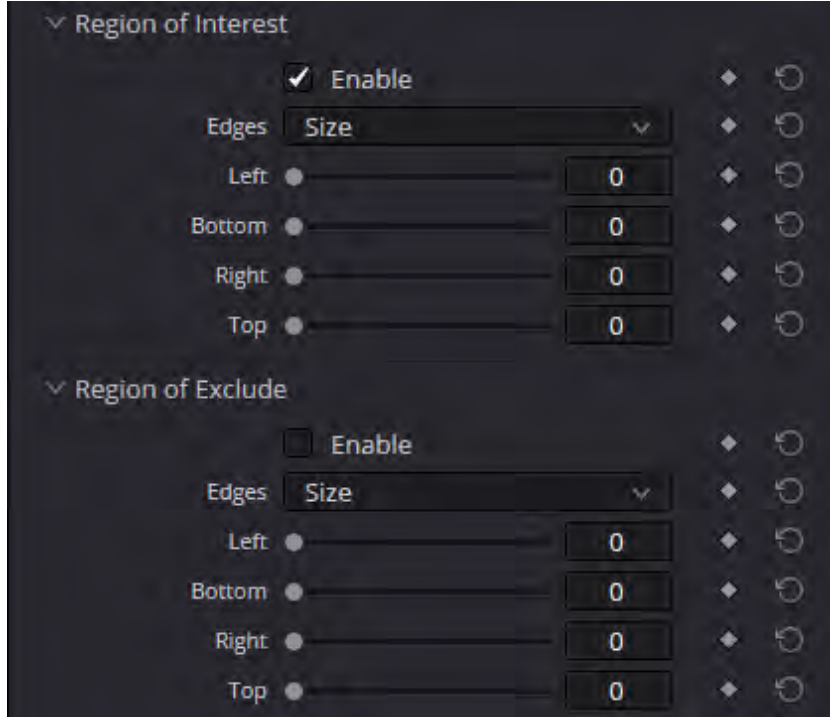 Region of Interest
Enable
Edges Size
Left 0
Bottom 0
Right 0
Top 0
Region of Exclude
Enable
Edges Size
Left 0
Bottom 0
Right 0
Top 0